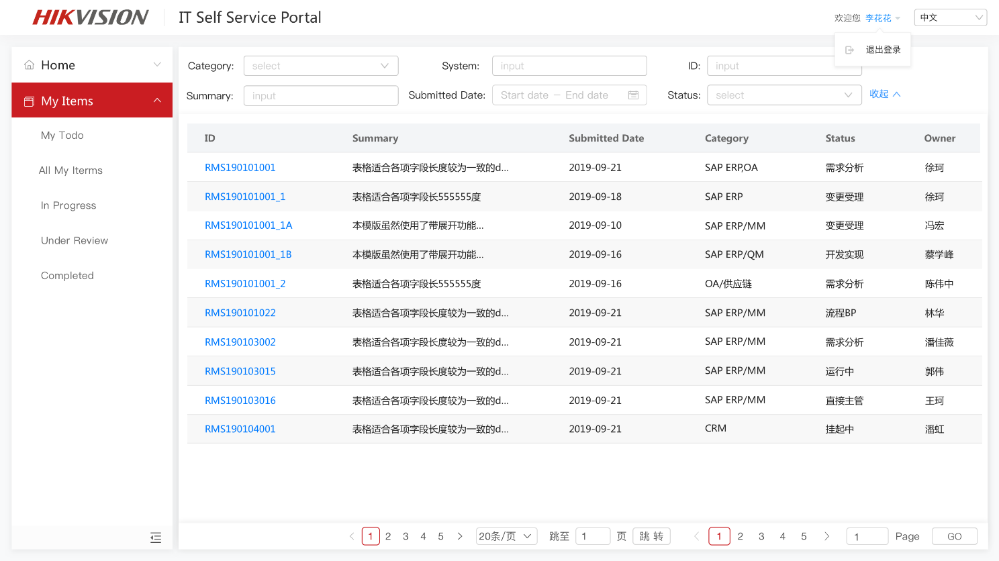 HIKVISION IT Self Service Portal 欢迎您 李花花 中文
退出登录
Home
My Items
My Todo
All My Iterms
In Progress
Under Review
Completed
Category: select System: input ID: input
Summary: input Submitted Date: Start date – End date Status: select 收起
ID Summary Submitted Date Category Status Owner
RMS190101001 表格适合各项字段长度较为一致的d... 2019-09-21 SAP ERP,OA 需求分析 徐珂
RMS190101001_1 表格适合各项字段长555555度 2019-09-18 SAP ERP 变更受理 徐珂
RMS190101001_1A 本模版虽然使用了带展开功能... 2019-09-10 SAP ERP/MM 变更受理 冯宏
RMS190101001_1B 本模版虽然使用了带展开功能... 2019-09-16 SAP ERP/QM 开发实现 蔡学峰
RMS190101001_2 表格适合各项字段长555555度 2019-09-16 OA/供应链 需求分析 陈伟中
RMS190101022 表格适合各项字段长度较为一致的d... 2019-09-21 SAP ERP/MM 流程BP 林华
RMS190103002 表格适合各项字段长度较为一致的d... 2019-09-21 SAP ERP/MM 需求分析 潘佳薇
RMS190103015 表格适合各项字段长度较为一致的d... 2019-09-21 SAP ERP/MM 运行中 郭伟
RMS190103016 表格适合各项字段长度较为一致的d... 2019-09-21 SAP ERP/MM 直接主管 王珂
RMS190104001 表格适合各项字段长度较为一致的d... 2019-09-21 CRM 挂起中 潘虹
1 2 3 4 5 20条/页 跳至 1 页 跳 转 1 2 3 4 5 1 Page GO